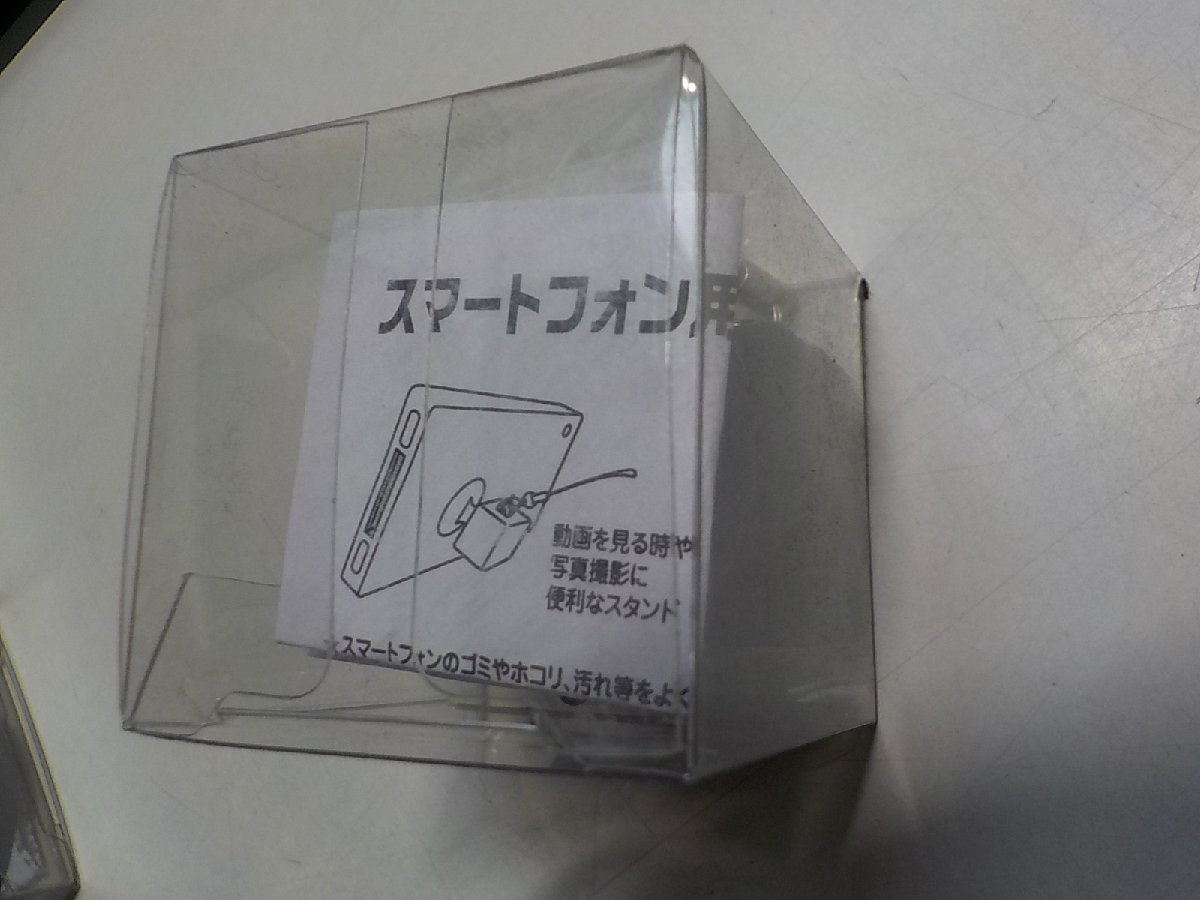 スマートフォン用
動画を見る時や
写真撮影に
便利なスタンド
★スマートフォンのゴミやホコリ、汚れ等をよく